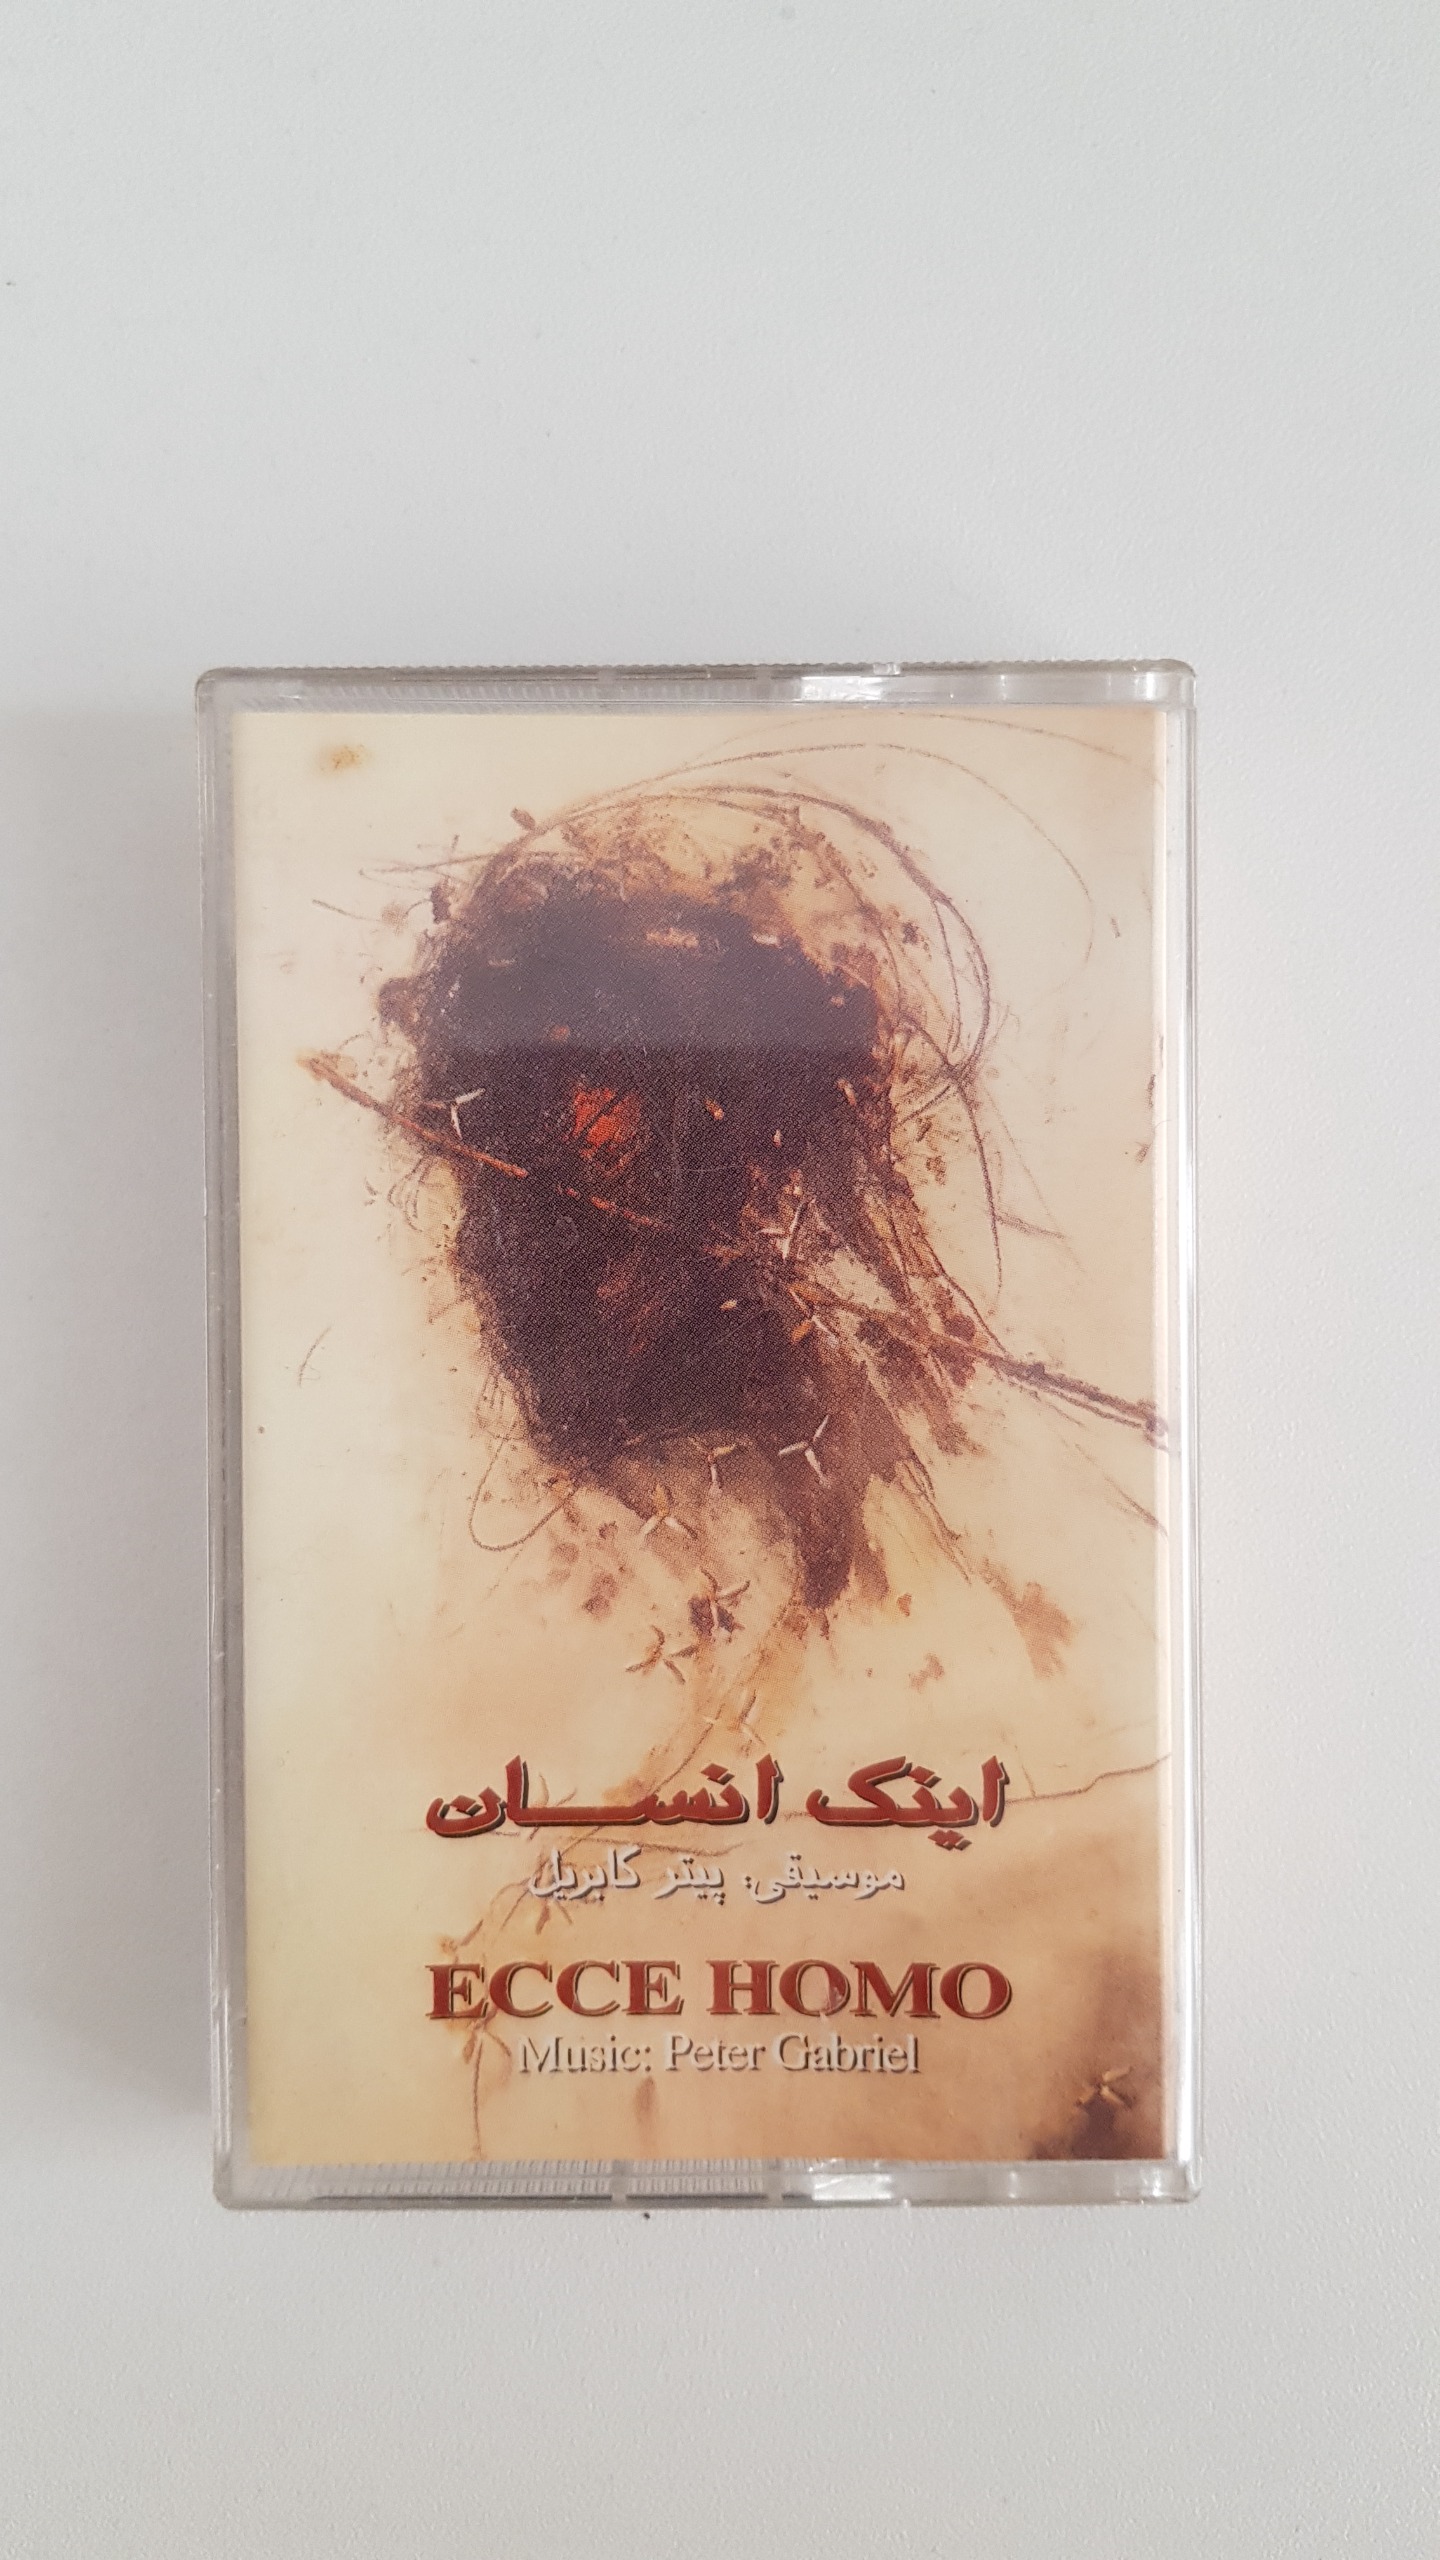 اینک انسان
موسیقی: پیتر گابریل
ECCE HOMO
Music: Peter Gabriel